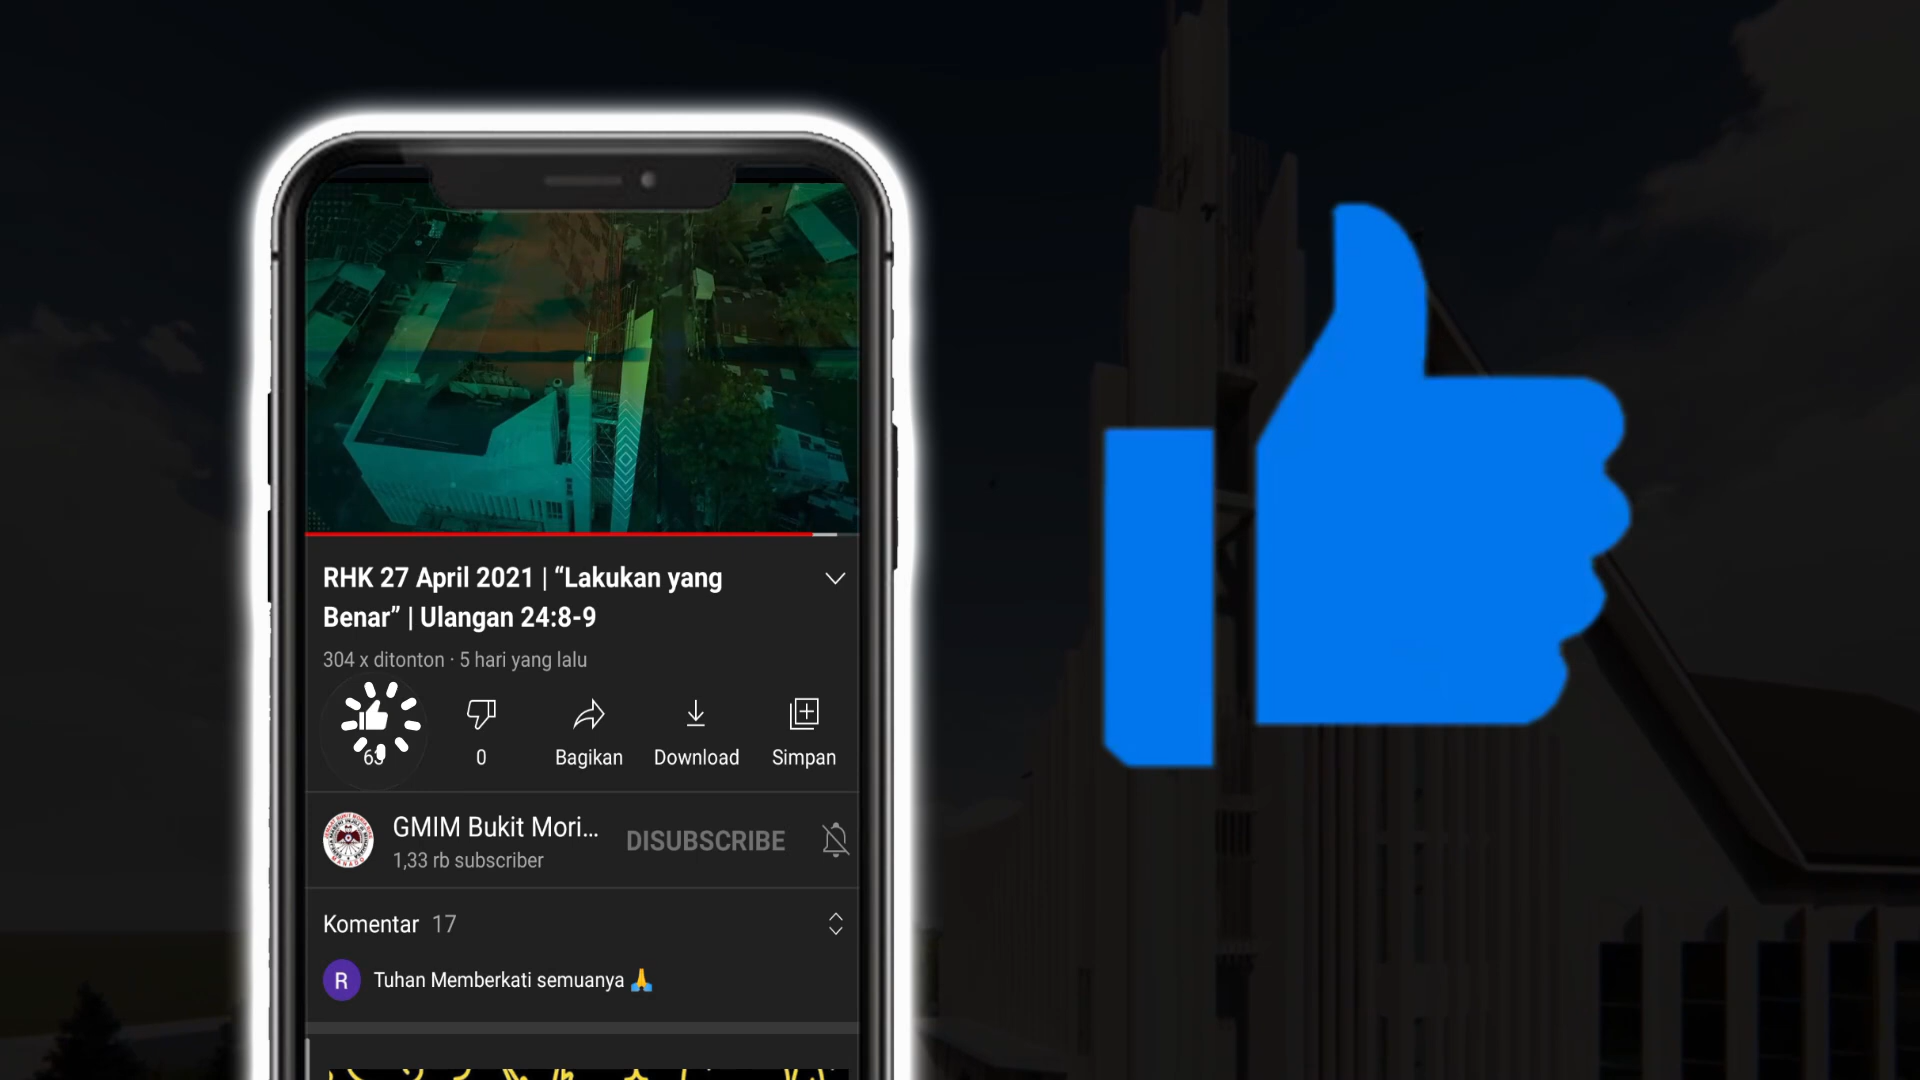 RHK 27 April 2021 | “Lakukan yang
Benar” | Ulangan 24:8-9
304 x ditonton · 5 hari yang lalu
63 0 Bagikan Download Simpan
GMIM Bukit Mori... DISUBSCRIBE
1,33 rb subscriber
Komentar 17
R Tuhan Memberkati semuanya 🙏